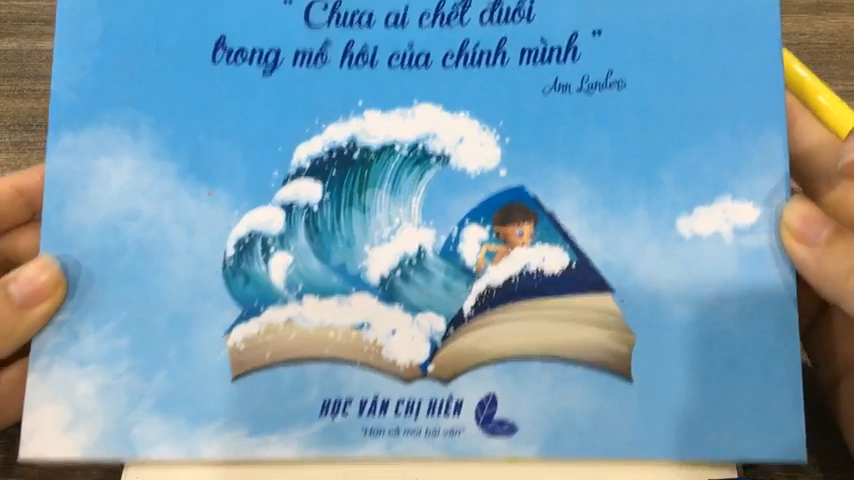 " Chưa ai chết đuối
trong mồ hôi của chính mình "
Ann Landers
HỌC VĂN CHỊ HIÊN
"Hơn cả mọi bài văn"